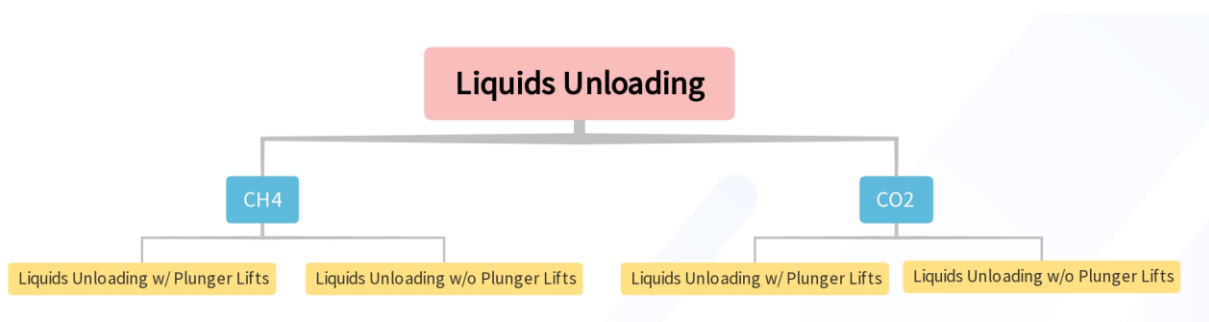 Liquids Unloading
CH4
CO2
Liquids Unloading w/ Plunger Lifts
Liquids Unloading w/o Plunger Lifts
Liquids Unloading w/ Plunger Lifts
Liquids Unloading w/o Plunger Lifts